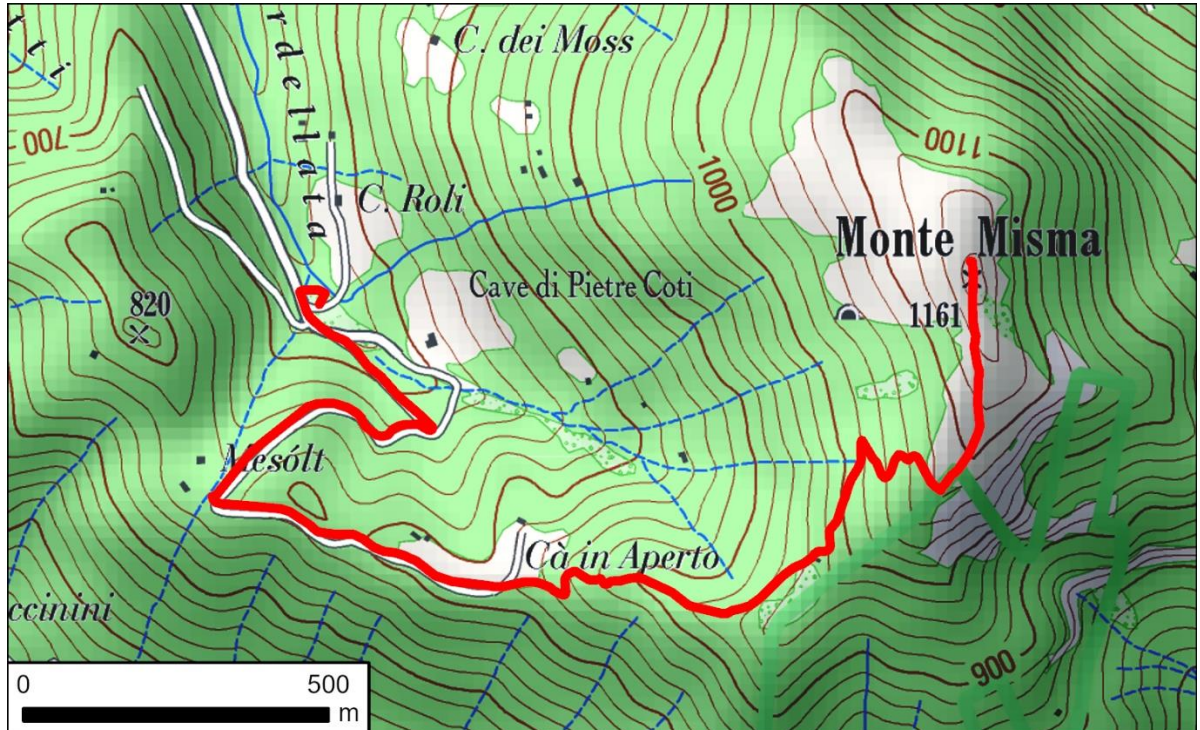 C. dei Moss
rdellata
700
1000
1100
C. Roli
Monte Misma
Cave di Pietre Coti
820
1161
Mesólt
Cà in Aperto
ccinini
900
0 500
m